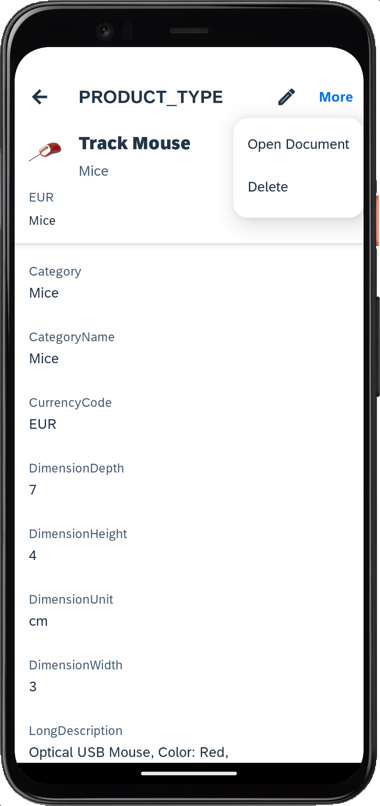 PRODUCT_TYPE
More
Track Mouse
Mice
Open Document
Delete
EUR
Mice
Category
Mice
CategoryName
Mice
CurrencyCode
EUR
DimensionDepth
7
DimensionHeight
4
DimensionUnit
cm
DimensionWidth
3
LongDescription
Optical USB Mouse, Color: Red,